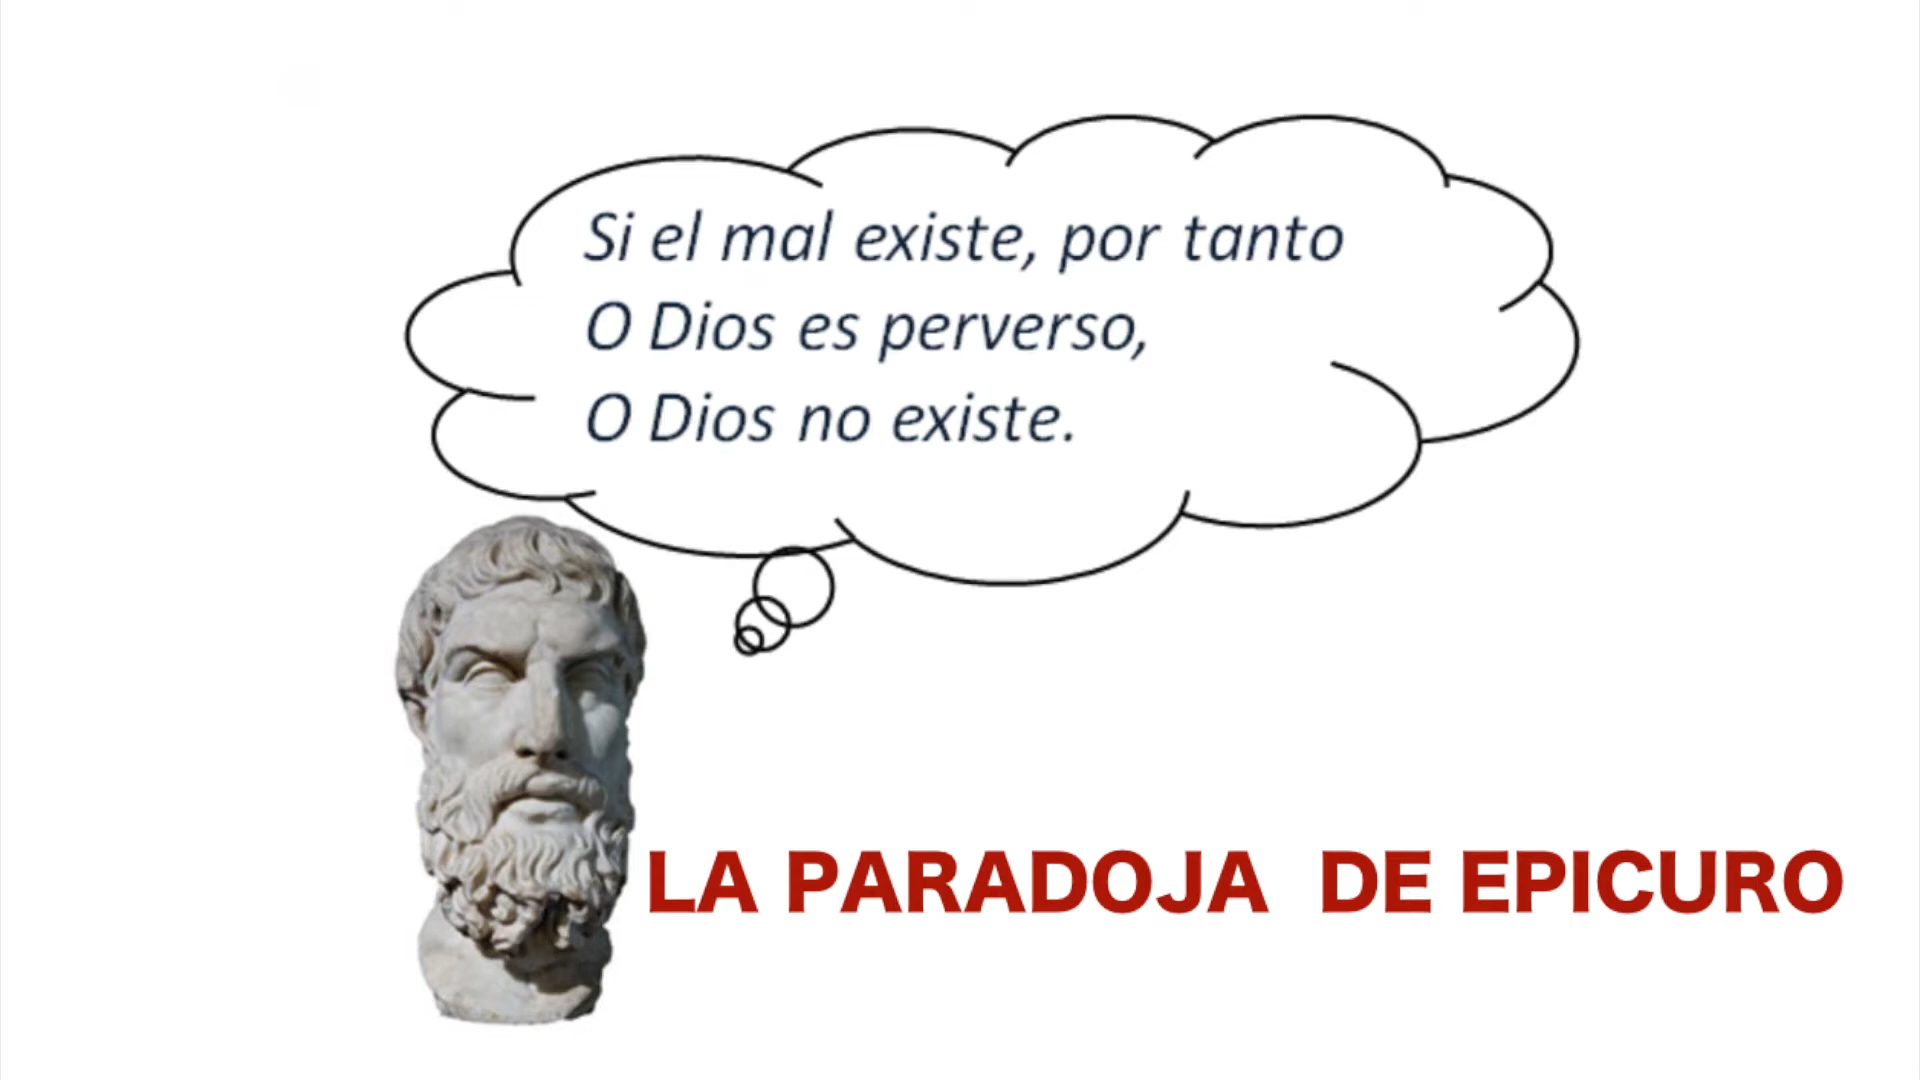 Si el mal existe, por tanto
O Dios es perverso,
O Dios no existe.
LA PARADOJA DE EPICURO